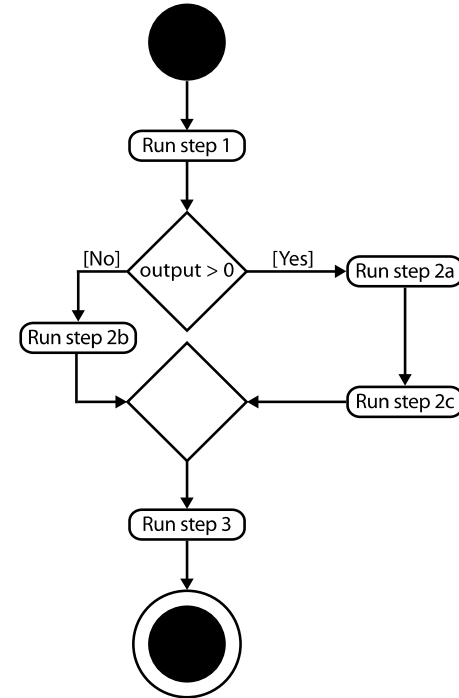 Run step 1
[No]
output > 0
[Yes]
Run step 2a
Run step 2b
Run step 2c
Run step 3